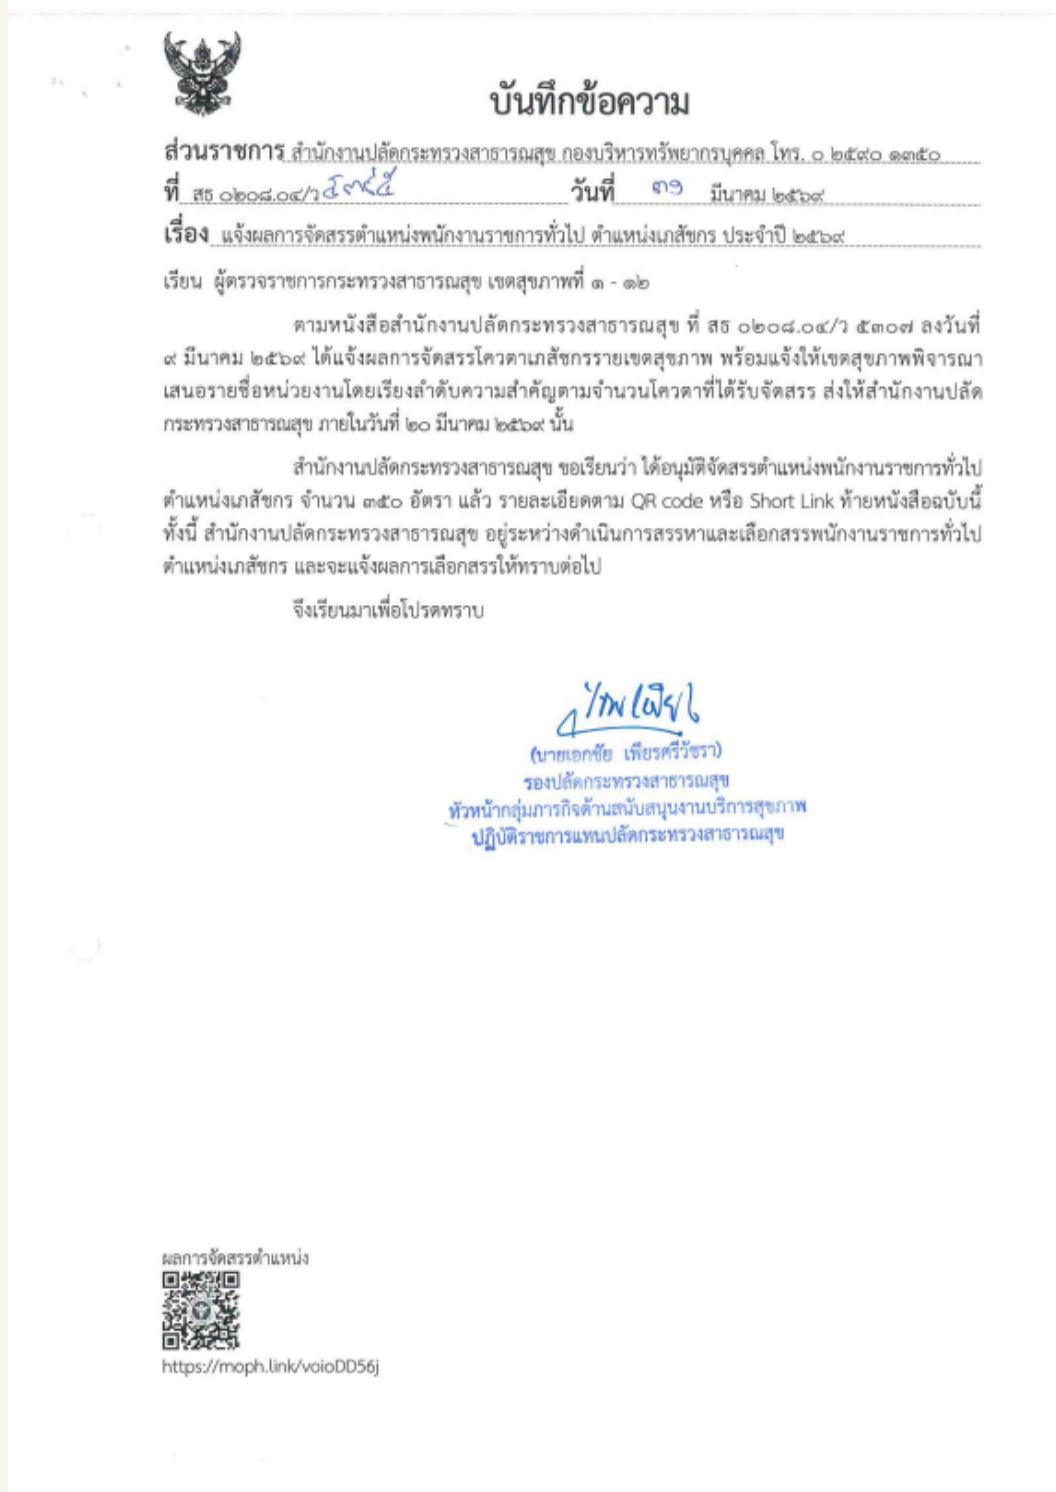 บันทึกข้อความ
ส่วนราชการ สำนักงานปลัดกระทรวงสาธารณสุข กองบริหารทรัพยากรบุคคล โทร. ๐ ๒๕๙๐ ๑๓๕๐
ที่ สธ ๐๒๐๘.๐๔/ว วันที่ ๓๑ มีนาคม ๒๕๖๙
เรื่อง แจ้งผลการจัดสรรตำแหน่งพนักงานราชการทั่วไป ตำแหน่งเภสัชกร ประจำปี ๒๕๖๙
เรียน ผู้ตรวจราชการกระทรวงสาธารณสุข เขตสุขภาพที่ ๑ - ๑๒
ตามหนังสือสำนักงานปลัดกระทรวงสาธารณสุข ที่ สธ ๐๒๐๘.๐๔/ว ๕๓๐๗ ลงวันที่
๙ มีนาคม ๒๕๖๙ ได้แจ้งผลการจัดสรรโควตาเภสัชกรรายเขตสุขภาพ พร้อมแจ้งให้เขตสุขภาพพิจารณา
เสนอรายชื่อหน่วยงานโดยเรียงลำดับความสำคัญตามจำนวนโควตาที่ได้รับจัดสรร ส่งให้สำนักงานปลัด
กระทรวงสาธารณสุข ภายในวันที่ ๒๐ มีนาคม ๒๕๖๙ นั้น
สำนักงานปลัดกระทรวงสาธารณสุข ขอเรียนว่า ได้อนุมัติจัดสรรตำแหน่งพนักงานราชการทั่วไป
ตำแหน่งเภสัชกร จำนวน ๓๕๐ อัตรา แล้ว รายละเอียดตาม QR code หรือ Short Link ท้ายหนังสือฉบับนี้
ทั้งนี้ สำนักงานปลัดกระทรวงสาธารณสุข อยู่ระหว่างดำเนินการสรรหาและเลือกสรรพนักงานราชการทั่วไป
ตำแหน่งเภสัชกร และจะแจ้งผลการเลือกสรรให้ทราบต่อไป
จึงเรียนมาเพื่อโปรดทราบ
(นายเอกชัย เพียรศรีวัชรา)
รองปลัดกระทรวงสาธารณสุข
หัวหน้ากลุ่มภารกิจด้านสนับสนุนงานบริการสุขภาพ
ปฏิบัติราชการแทนปลัดกระทรวงสาธารณสุข
ผลการจัดสรรตำแหน่ง
https://moph.link/voioDD56j